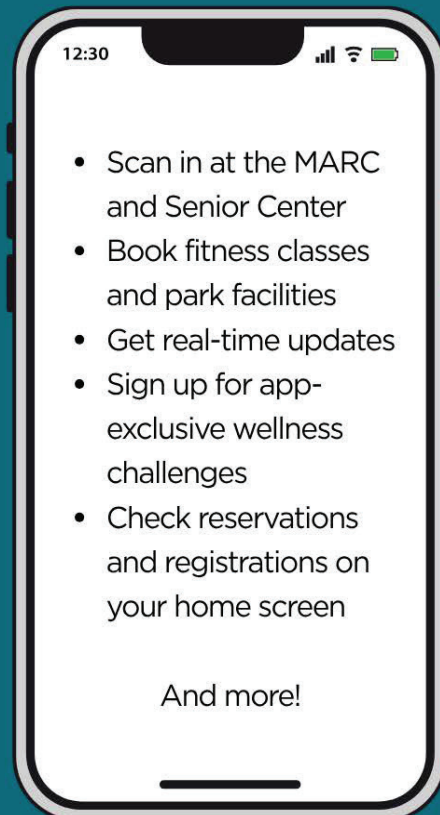 12:30
• Scan in at the MARC
and Senior Center
• Book fitness classes
and park facilities
• Get real-time updates
• Sign up for app-
exclusive wellness
challenges
• Check reservations
and registrations on
your home screen
And more!